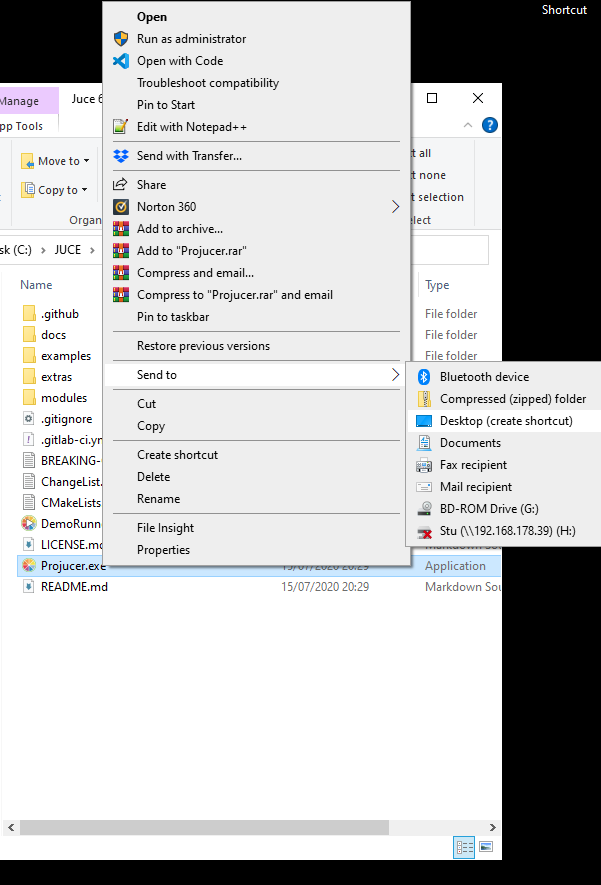 Shortcut
Open
Run as administrator
Open with Code
Troubleshoot compatibility
Pin to Start
Edit with Notepad++
Send with Transfer...
Share
Norton 360
Add to archive...
Add to "Projucer.rar"
Compress and email...
Compress to "Projucer.rar" and email
Pin to taskbar
Restore previous versions
Send to
Cut
Copy
Create shortcut
Delete
Rename
File Insight
Properties
Bluetooth device
Compressed (zipped) folder
Desktop (create shortcut)
Documents
Fax recipient
Mail recipient
BD-ROM Drive (G:)
Stu (\\192.168.178.39) (H:)
Manage
Juce 6
pp Tools
?
Move to
Copy to
Organ
ct all
ct none
t selection
lect
sk (C:) > JUCE >
Name Type
.github File folder
docs File folder
examples File folder
extras
modules
.gitignore
.gitlab-ci.ym
BREAKING-
ChangeList.
CMakeLists
DemoRunn
LICENSE.md
Projucer.exe 15/07/2020 20:29 Application
README.md 15/07/2020 20:29 Markdown Sou